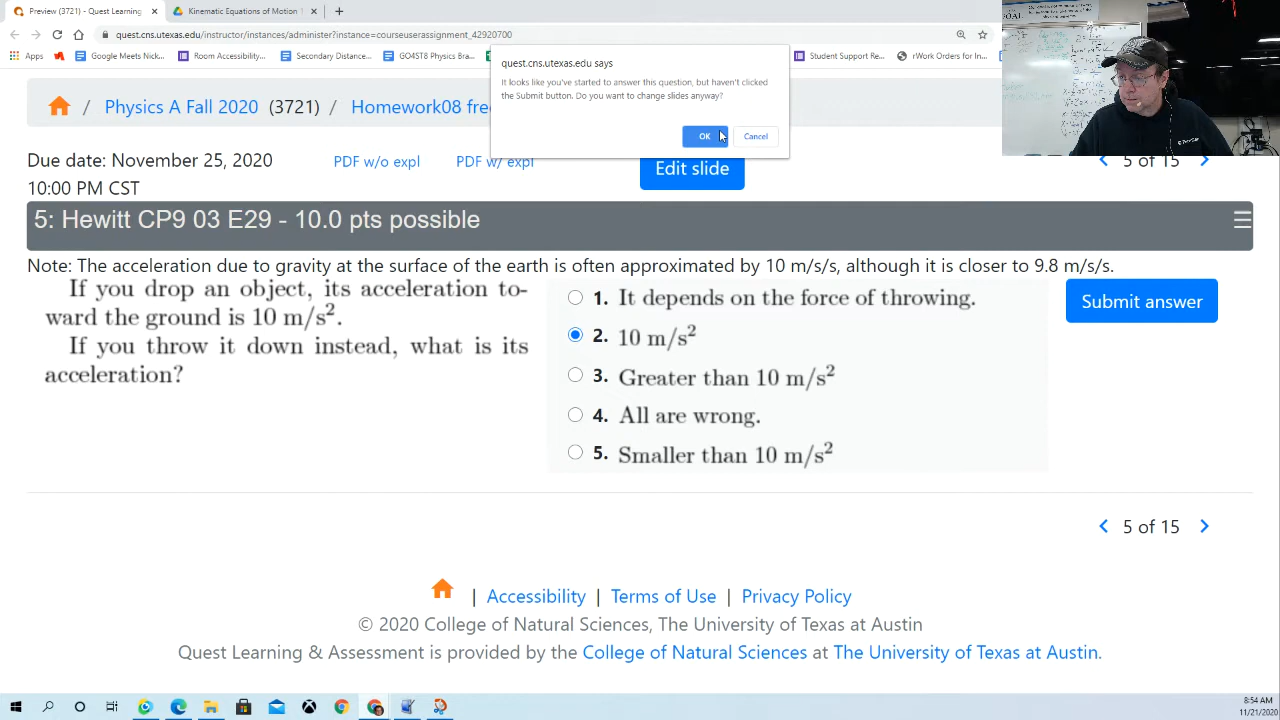 Preview (3721) - Quest Learning
Kinematic Equations of Motion
quest.cns.utexas.edu/instructor/instances/
ssignment_42920700
Apps
Google Meets Nick...
Room Accessibility...
Secondary...
GO4ST8 Physics Bra...
Student Support Re...
rWork Orders for In...
quest.cns.utexas.edu says
It looks like you've started to answer this question, but haven't clicked
the Submit button. Do you want to change slides anyway?
OK
Cancel
/ Physics A Fall 2020 (3721) / Homework08 fre
Due date: November 25, 2020
10:00 PM CST
PDF w/o expl
PDF w/ expl
Edit slide
5 of 15
5: Hewitt CP9 03 E29 - 10.0 pts possible
Note: The acceleration due to gravity at the surface of the earth is often approximated by 10 m/s/s, although it is closer to 9.8 m/s/s.
If you drop an object, its acceleration to-
ward the ground is 10 m/s².
If you throw it down instead, what is its
acceleration?
1. It depends on the force of throwing.
2. 10 m/s²
3. Greater than 10 m/s²
4. All are wrong.
5. Smaller than 10 m/s²
Submit answer
5 of 15
| Accessibility | Terms of Use | Privacy Policy
© 2020 College of Natural Sciences, The University of Texas at Austin
Quest Learning & Assessment is provided by the College of Natural Sciences at The University of Texas at Austin.
8:54 AM
11/21/2020